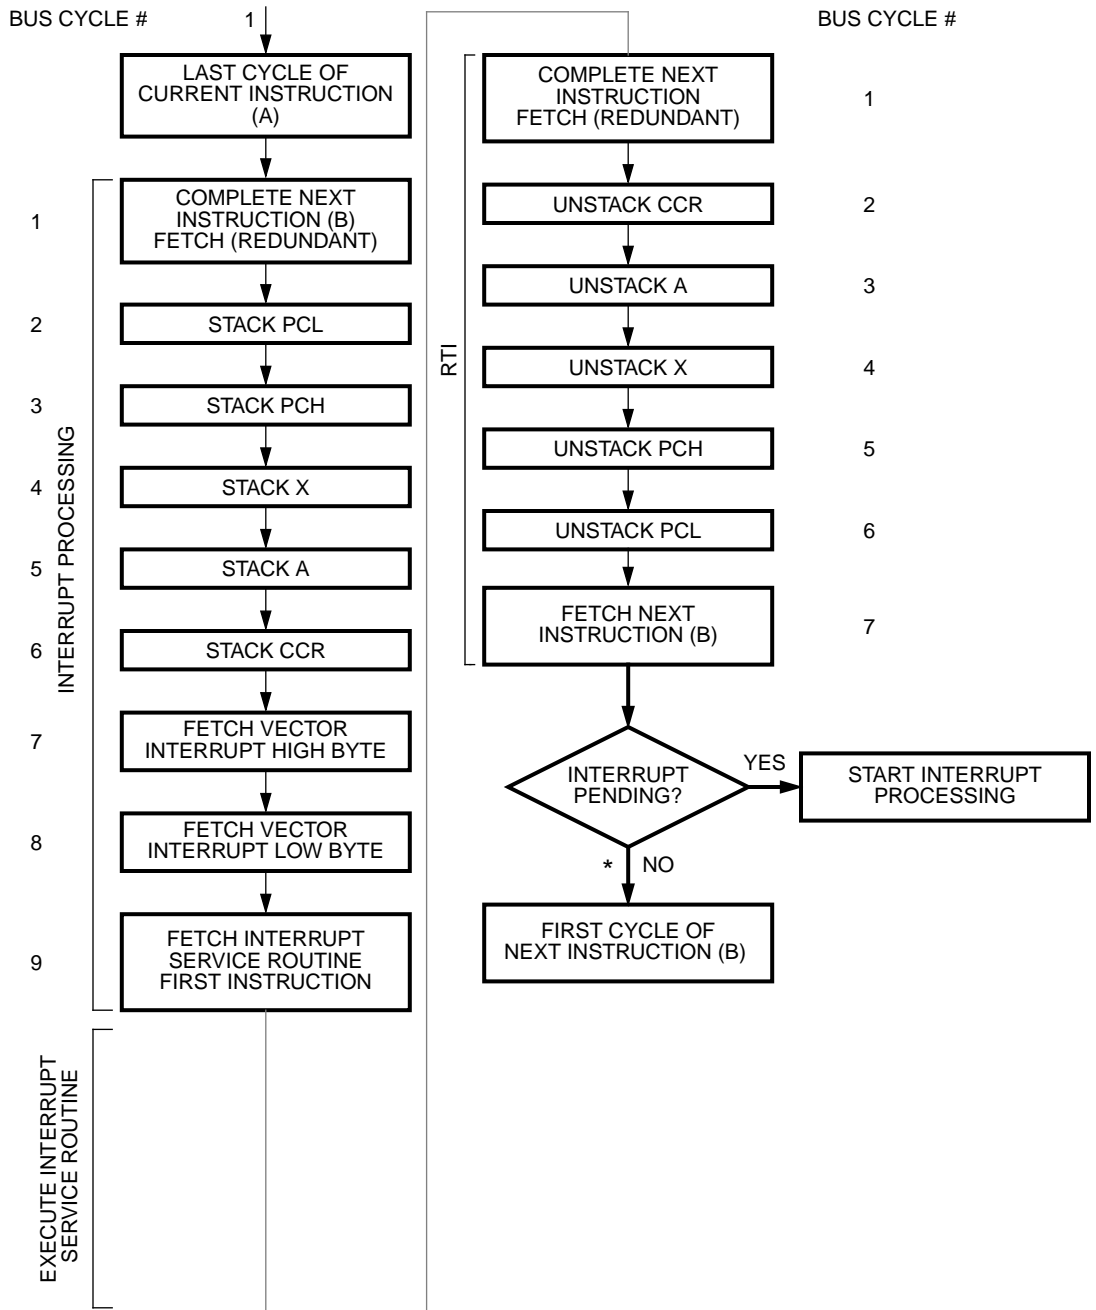 BUS CYCLE #
1
LAST CYCLE OF
CURRENT INSTRUCTION
(A)
INTERRUPT PROCESSING
1
COMPLETE NEXT
INSTRUCTION (B)
FETCH (REDUNDANT)
2
STACK PCL
3
STACK PCH
4
STACK X
5
STACK A
6
STACK CCR
7
FETCH VECTOR
INTERRUPT HIGH BYTE
8
FETCH VECTOR
INTERRUPT LOW BYTE
9
FETCH INTERRUPT
SERVICE ROUTINE
FIRST INSTRUCTION
EXECUTE INTERRUPT
SERVICE ROUTINE
BUS CYCLE #
RTI
COMPLETE NEXT
INSTRUCTION
FETCH (REDUNDANT)
1
UNSTACK CCR
2
UNSTACK A
3
UNSTACK X
4
UNSTACK PCH
5
UNSTACK PCL
6
FETCH NEXT
INSTRUCTION (B)
7
INTERRUPT
PENDING?
YES
START INTERRUPT
PROCESSING
* NO
FIRST CYCLE OF
NEXT INSTRUCTION (B)